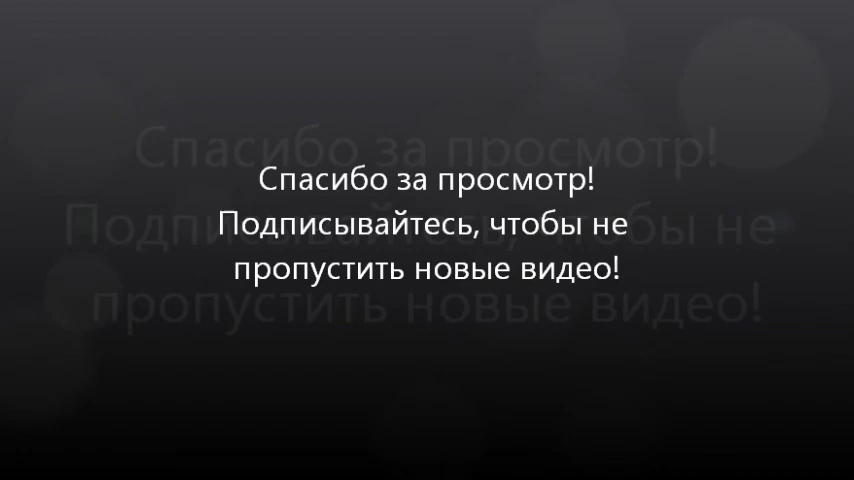 Спасибо за просмотр!
Подписывайтесь, чтобы не
пропустить новые видео!